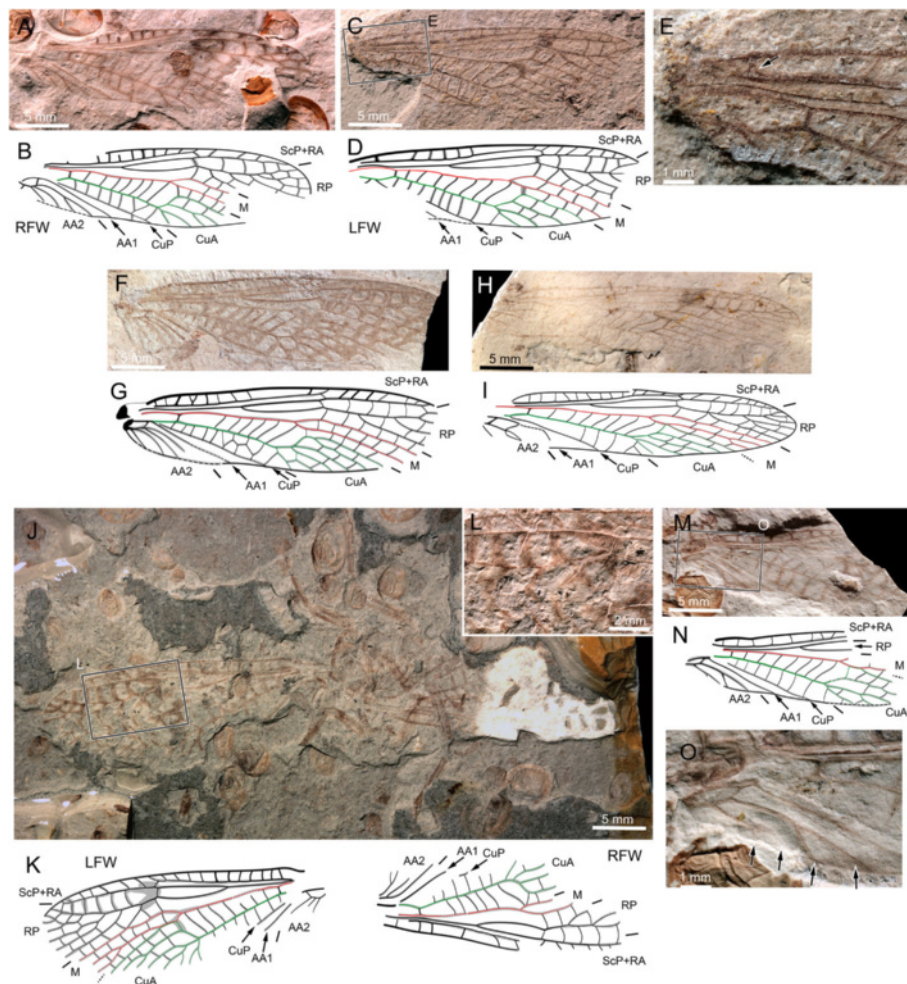 A
5 mm
C
E
5 mm
E
1 mm
B
ScP+RA
RP
M
CuA
CuP
AA1
AA2
RFW
D
ScP+RA
RP
M
CuA
CuP
AA1
LFW
F
5 mm
H
5 mm
G
ScP+RA
RP
M
CuA
CuP
AA1
AA2
I
ScP+RA
RP
M
CuA
CuP
AA1
AA2
J
L
5 mm
L
2 mm
M
O
5 mm
N
ScP+RA
RP
M
CuA
CuP
AA1
AA2
O
1 mm
K
LFW
ScP+RA
RP
M
CuA
CuP
AA1
AA2
AA2
AA1
CuP
CuA
RFW
M
RP
ScP+RA